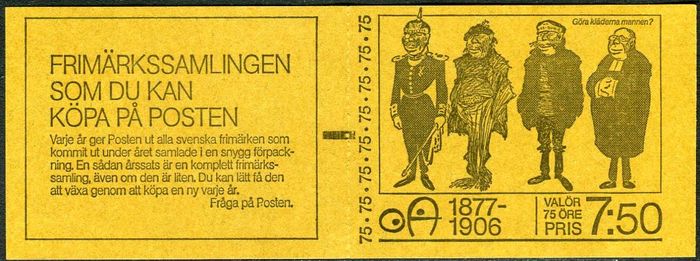 FRIMÄRKSSAMLINGEN
SOM DU KAN
KÖPA PÅ POSTEN
Varje år ger Posten ut alla svenska frimärken som
kommit ut under året samlade i en snygg förpack-
ning. En sådan årssats är en komplett frimärks-
samling, även om den är liten. Du kan lätt få den
att växa genom att köpa en ny varje år.
Fråga på Posten.
75•75•75•75•75•75•75•75
Göra kläderna mannen?
OA 1877-
1906
VALÖR
75 ÖRE
PRIS 7:50